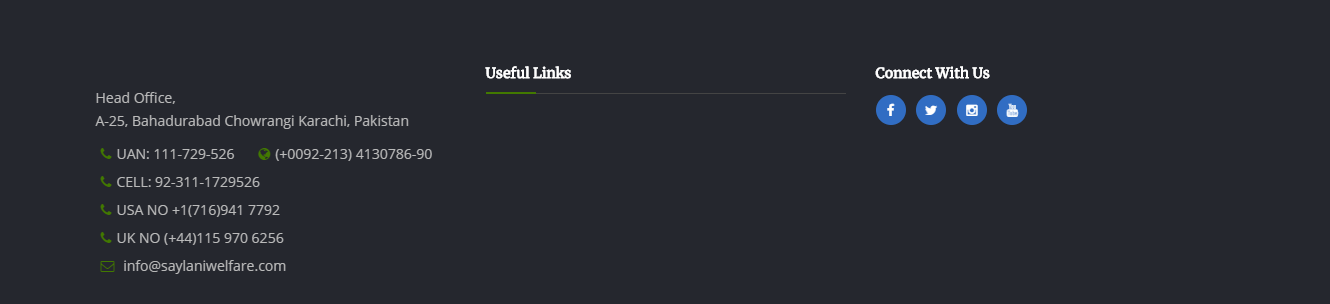 Head Office,
A-25, Bahadurabad Chowrangi Karachi, Pakistan
UAN: 111-729-526 (+0092-213) 4130786-90
CELL: 92-311-1729526
USA NO +1(716)941 7792
UK NO (+44)115 970 6256
info@saylaniwelfare.com
Useful Links
Connect With Us